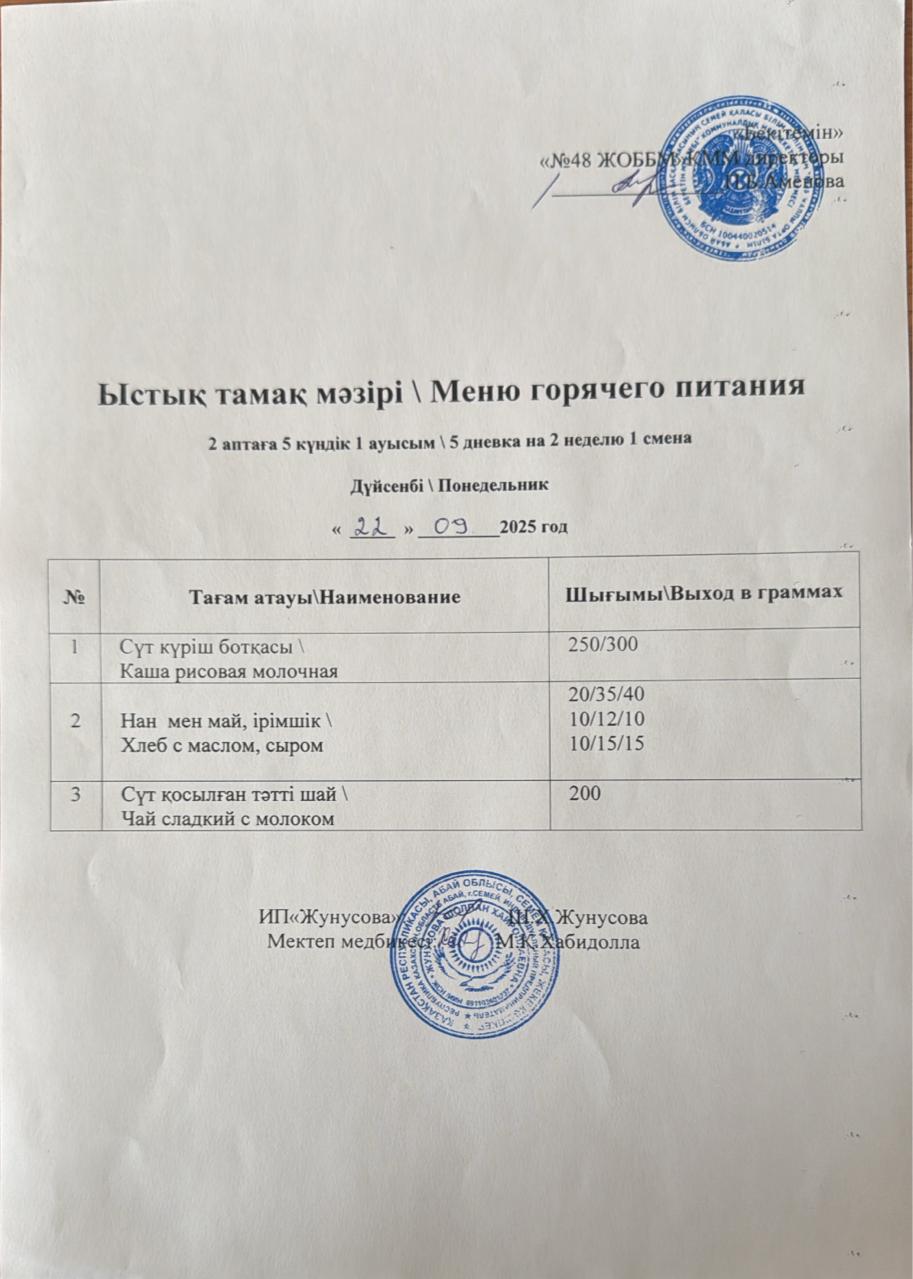 «Бекітемін»
«№48 ЖОББМ»КММ директоры
Аменова
БСН 100440020514
Ыстық тамақ мәзірі \ Меню горячего питания
2 аптаға 5 күндік 1 ауысым \ 5 дневка на 2 неделю 1 смена
Дүйсенбі \ Понедельник
« 22 » 09 2025 год
№ Тағам атауы\Наименование Шығымы\Выход в граммах
1 Сүт күріш ботқасы \ 250/300
Каша рисовая молочная
20/35/40
2 Нан мен май, ірімшік \ 10/12/10
Хлеб с маслом, сыром 10/15/15
3 Сүт қосылған тәтті шай \ 200
Чай сладкий с молоком
ИП«Жунусова» Ш.Х.Жунусова
Мектеп медбикесі М.К.Хабидолла